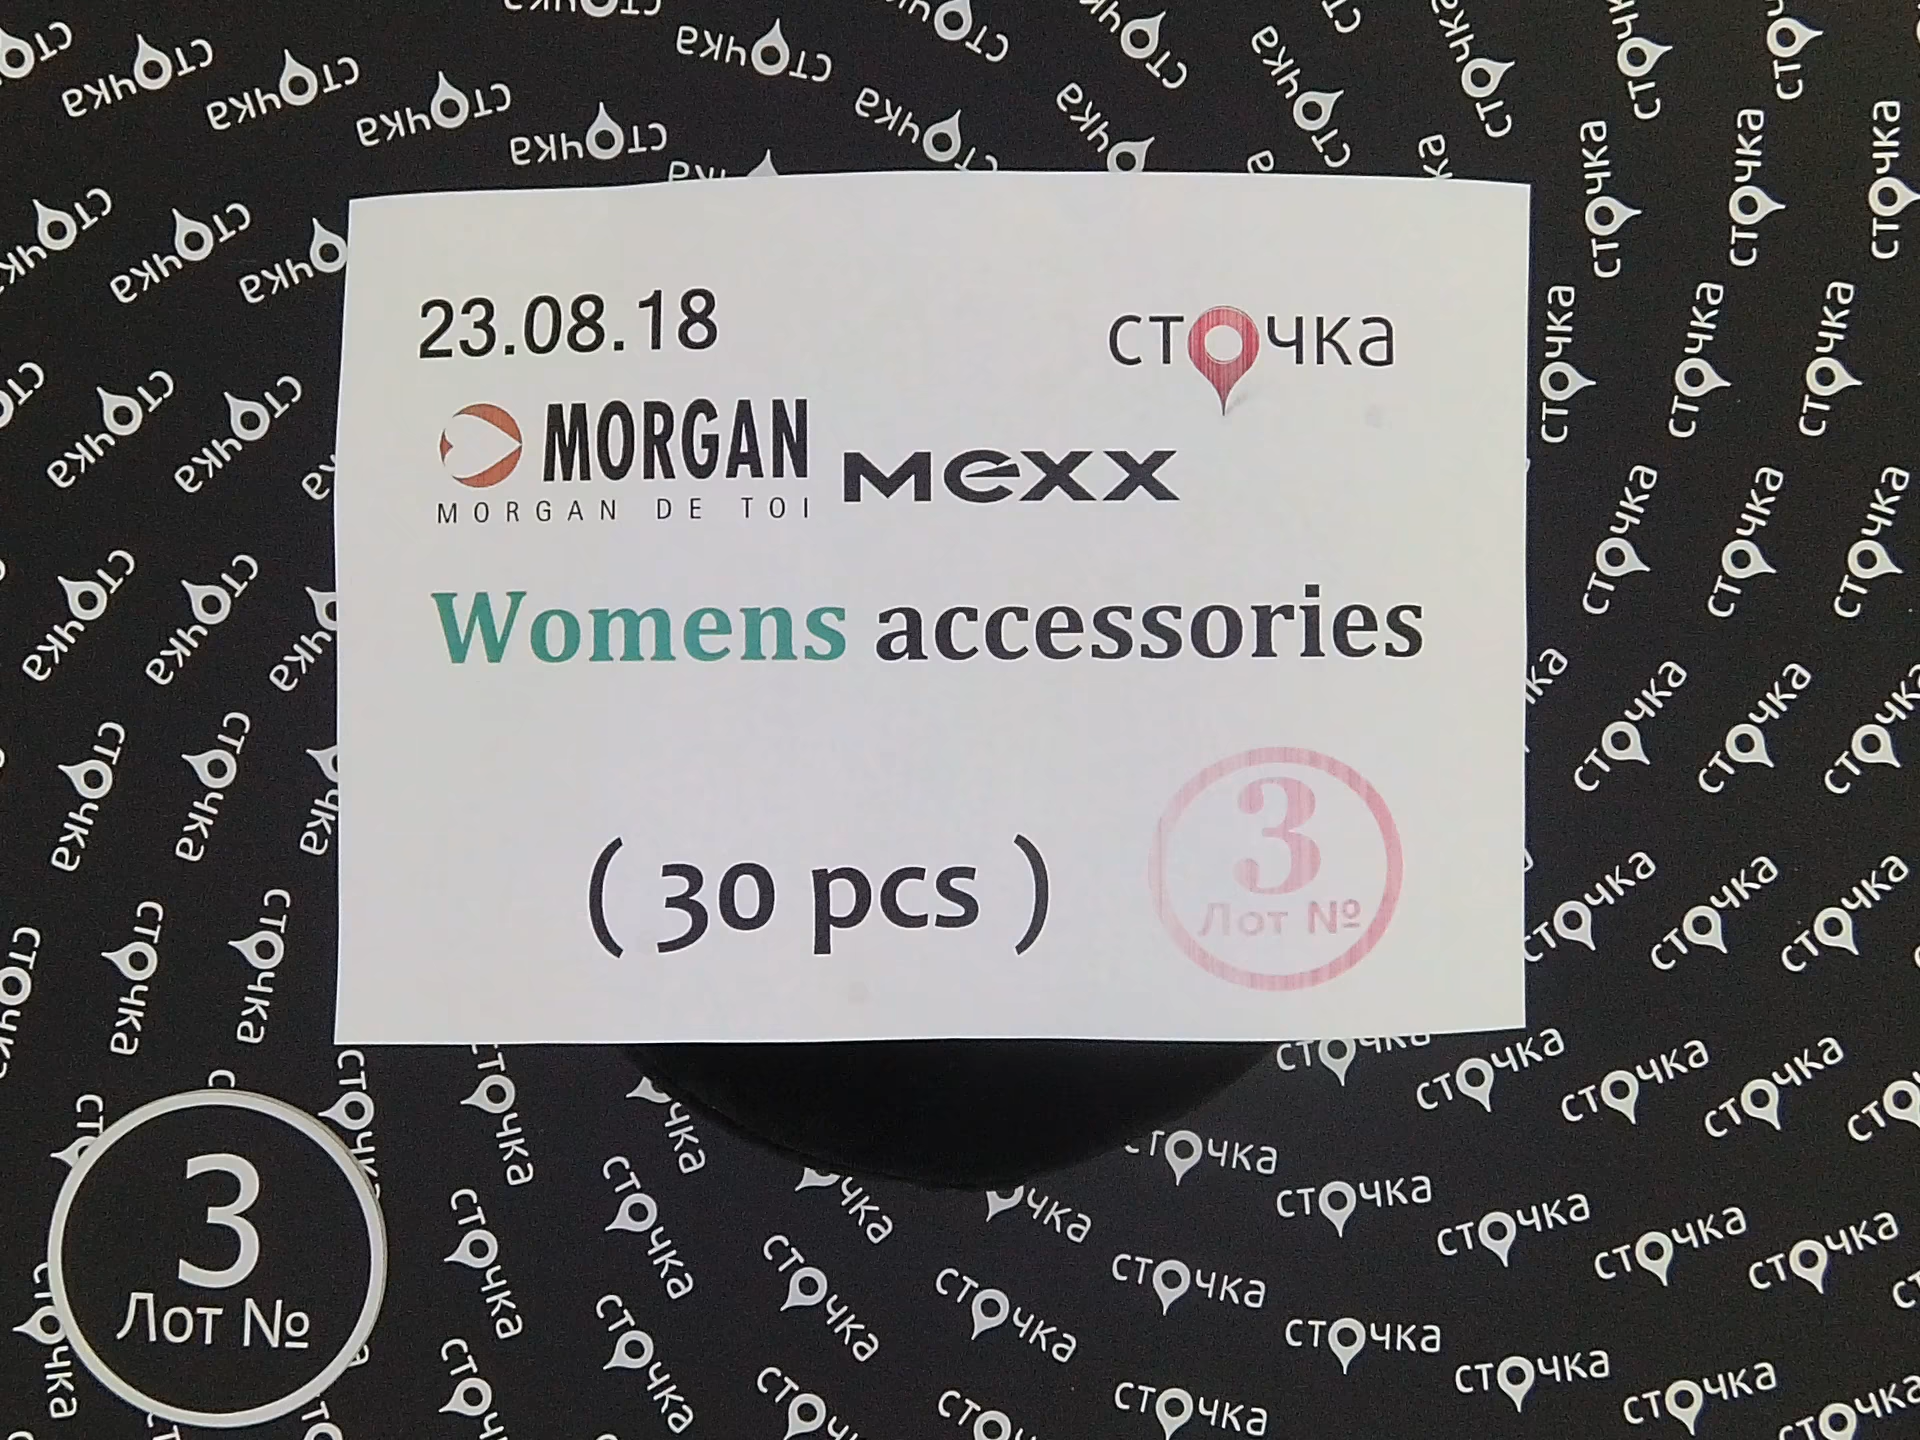 23.08.18
сточка
MORGAN
MORGAN DE TOI
mexx
Womens accessories
( 30 pcs )
3
Лот №
3
Лот №